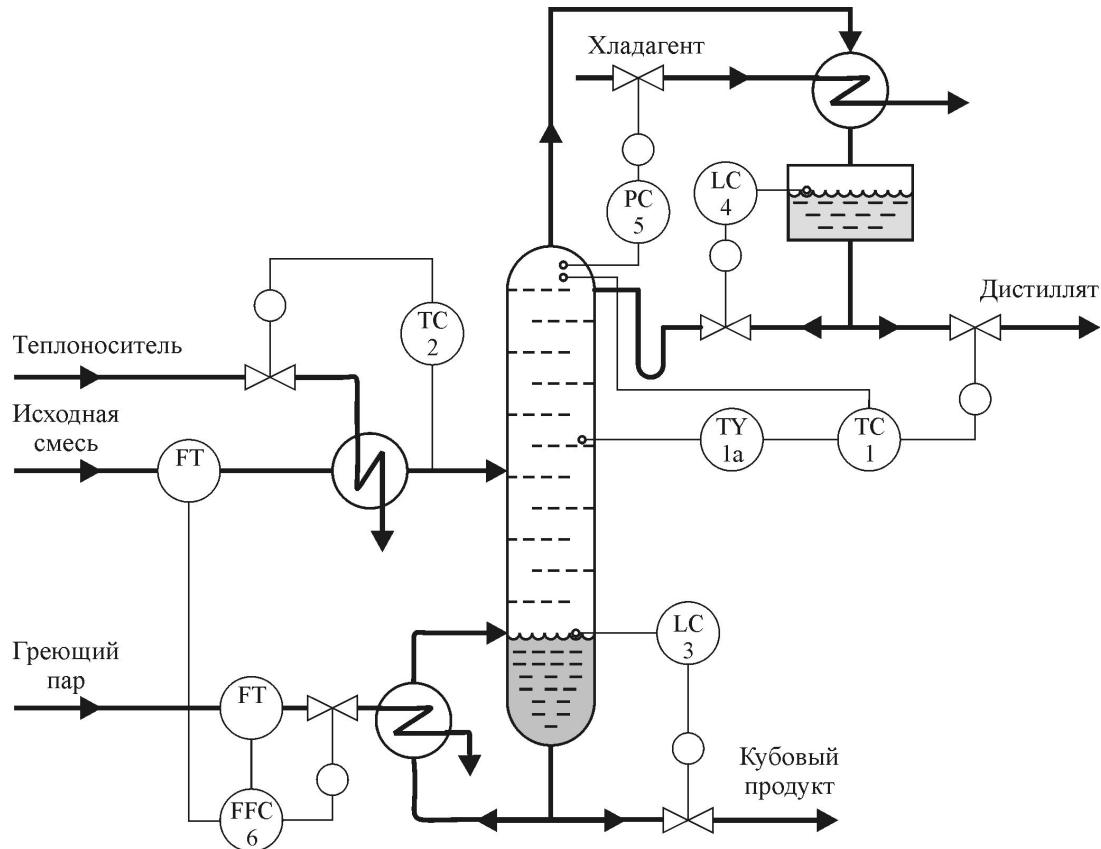 Хладагент
PC
5
LC
4
TC
2
Дистиллят
Теплоноситель
Исходная
смесь
FT
TY
1а
TC
1
Греющий
пар
FT
LC
3
FFC
6
Кубовый
продукт